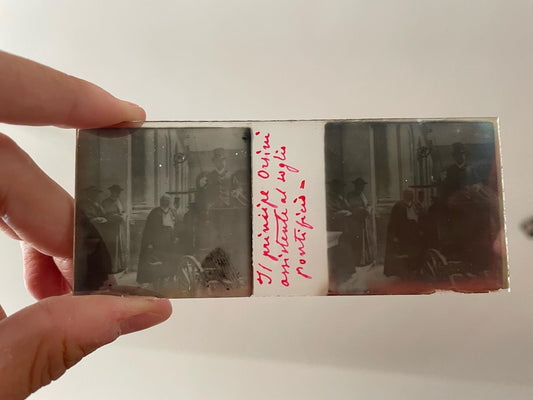 Il principe Orsini
assistente al soglio
pontificio =